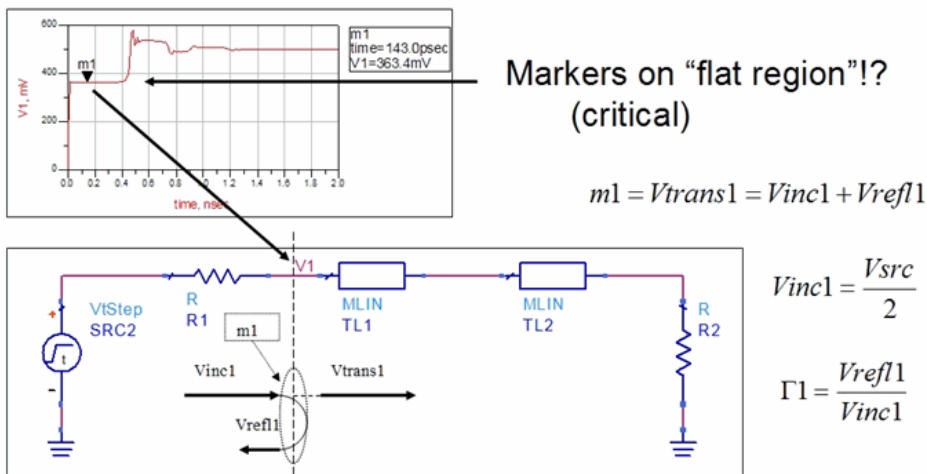 600
400
200
0
V1, mV
m1
0.0 0.2 0.4 0.6 0.8 1.0 1.2 1.4 1.6 1.8 2.0
time, nsec
m1
time=143.0psec
V1=363.4mV
Markers on “flat region”!?
(critical)
m1 = Vtrans1 = Vinc1 + Vrefl1
Vinc1 = Vsrc / 2
Γ1 = Vrefl1 / Vinc1
V1
VtStep
SRC2
+
t
-
R
R1
MLIN
TL1
MLIN
TL2
R
R2
m1
Vinc1
Vtrans1
Vrefl1